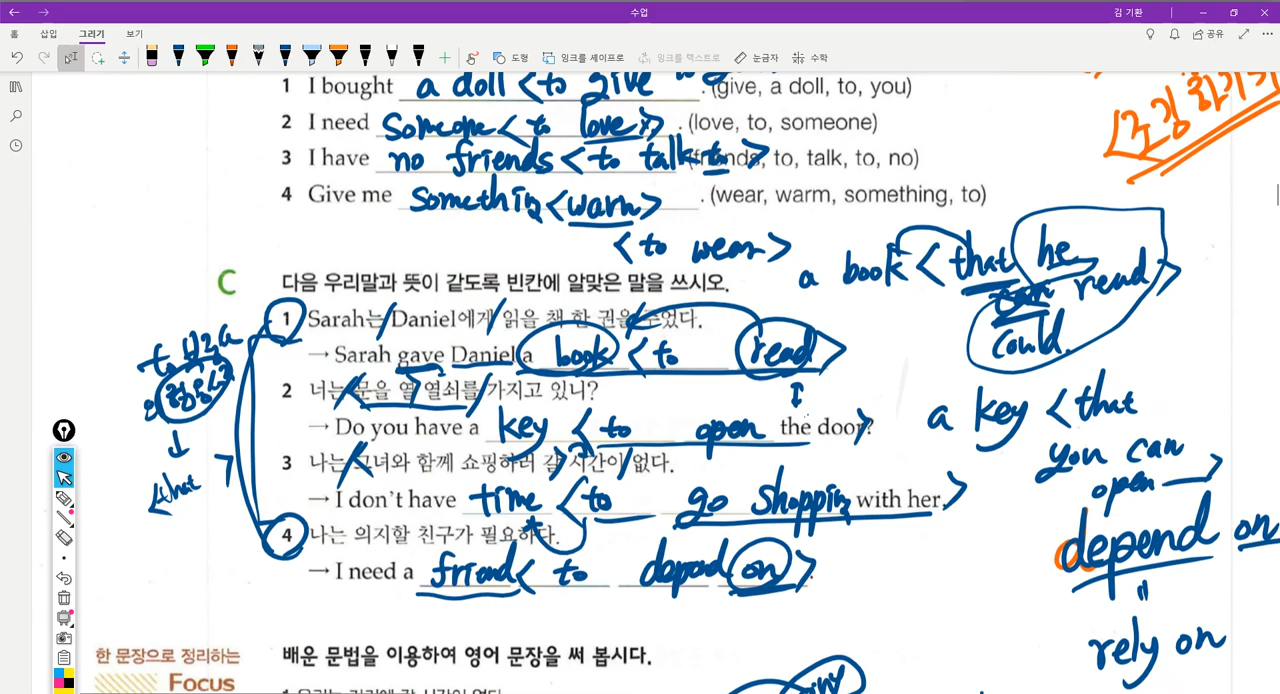 수업
김 기환
홈 삽입 그리기 보기
도형 잉크를 셰이프로 잉크를 텍스트로 눈금자 수학
공유
1 I bought a doll <to give . (give, a doll, to, you)
2 I need someone <to love> . (love, to, someone)
3 I have no friends <to talk to> (friends, to, talk, to, no)
4 Give me something <warm> . (wear, warm, something, to)
<to wear>
a book <that he can read>
could.
C 다음 우리말과 뜻이 같도록 빈칸에 알맞은 말을 쓰시오.
1 Sarah는 Daniel에게 읽을 책 한 권을 주었다.
→ Sarah gave Daniel a book <to read>
2 너는 문을 열 열쇠를 가지고 있니?
→ Do you have a key <to open the door?>
3 나는 그녀와 함께 쇼핑하러 갈 시간이 없다.
→ I don't have time <to go shopping with her.>
4 나는 의지할 친구가 필요하다.
→ I need a friend <to depend on>.
to 부정사
형용사
↓
<that
a key <that
you can
open
depend on
=
rely on
한 문장으로 정리하는
Focus
배운 문법을 이용하여 영어 문장을 써 봅시다.